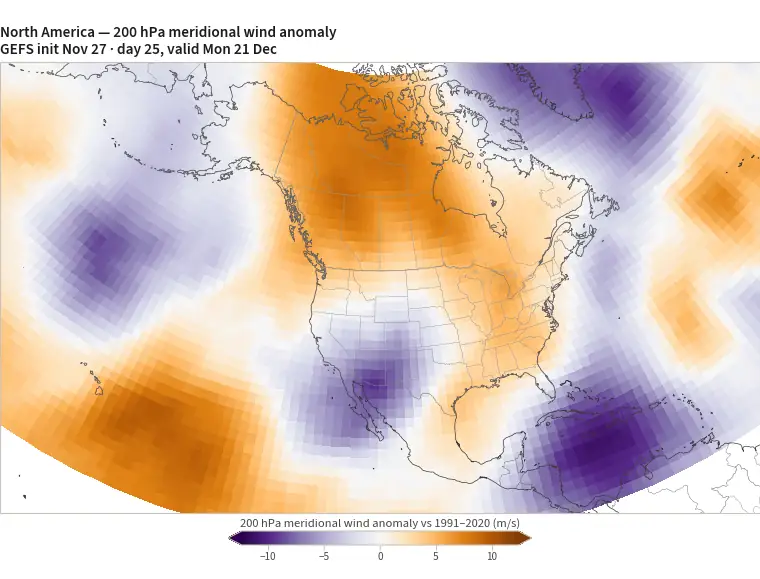 North America — 200 hPa meridional wind anomaly
GEFS init Nov 27 · day 25, valid Mon 21 Dec
200 hPa meridional wind anomaly vs 1991–2020 (m/s)
−10 −5 0 5 10